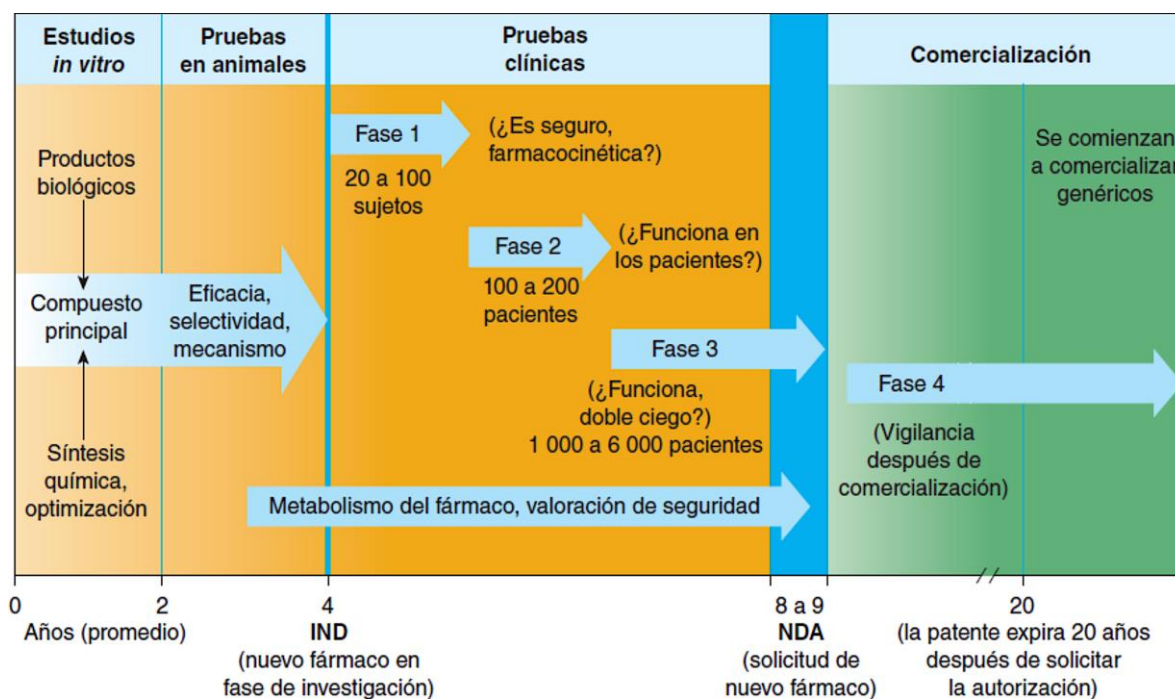 Estudios
in vitro
Pruebas
en animales
Pruebas
clínicas
Comercialización
Productos
biológicos
Compuesto
principal
Síntesis
química,
optimización
Eficacia,
selectividad,
mecanismo
Fase 1
20 a 100
sujetos
(¿Es seguro,
farmacocinética?)
Fase 2
100 a 200
pacientes
(¿Funciona en
los pacientes?)
Fase 3
(¿Funciona,
doble ciego?)
1 000 a 6 000 pacientes
Metabolismo del fármaco, valoración de seguridad
Fase 4
(Vigilancia
después de
comercialización)
Se comienzan
a comercializar
genéricos
0
2
4
8 a 9
20
Años (promedio)
IND
(nuevo fármaco en
fase de investigación)
NDA
(solicitud de
nuevo fármaco)
(la patente expira 20 años
después de solicitar
la autorización)